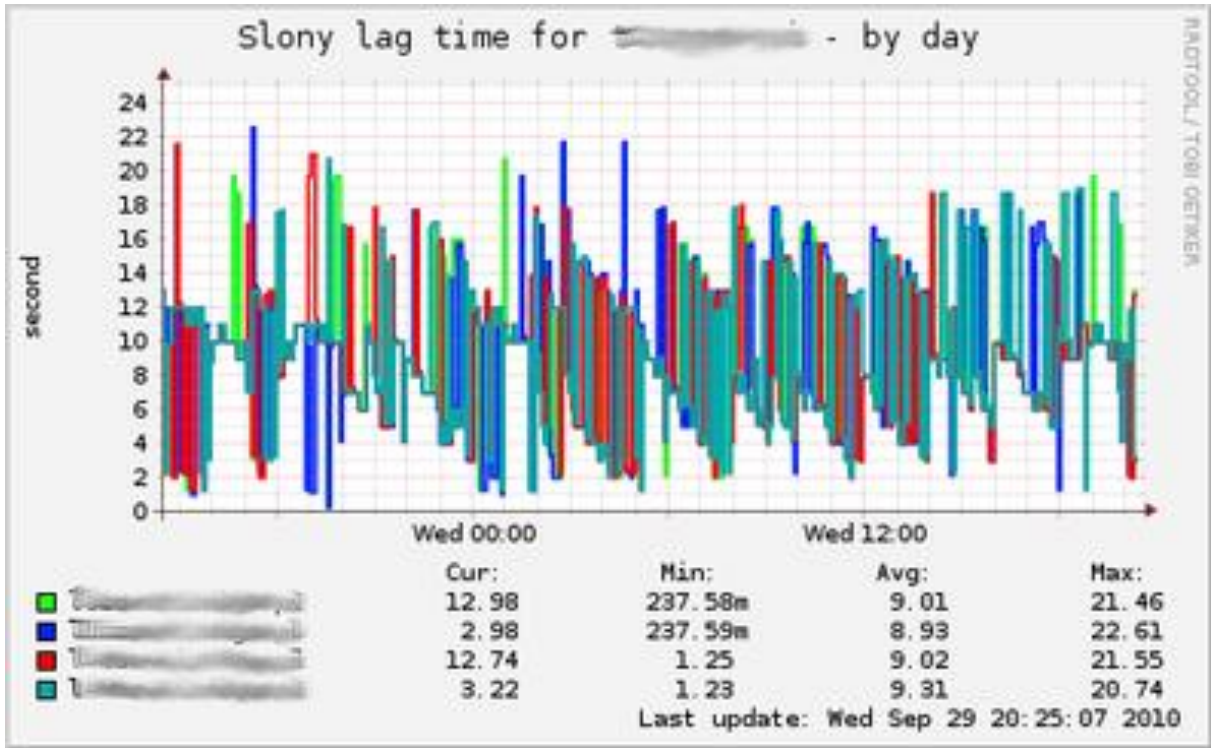 Slony lag time for - by day
RRDTOOL / TOBI OETIKER
second
24
22
20
18
16
14
12
10
8
6
4
2
0
Wed 00:00 Wed 12:00
Cur: Min: Avg: Max:
12.98 237.58m 9.01 21.46
2.98 237.59m 8.93 22.61
12.74 1.25 9.02 21.55
3.22 1.23 9.31 20.74
Last update: Wed Sep 29 20:25:07 2010